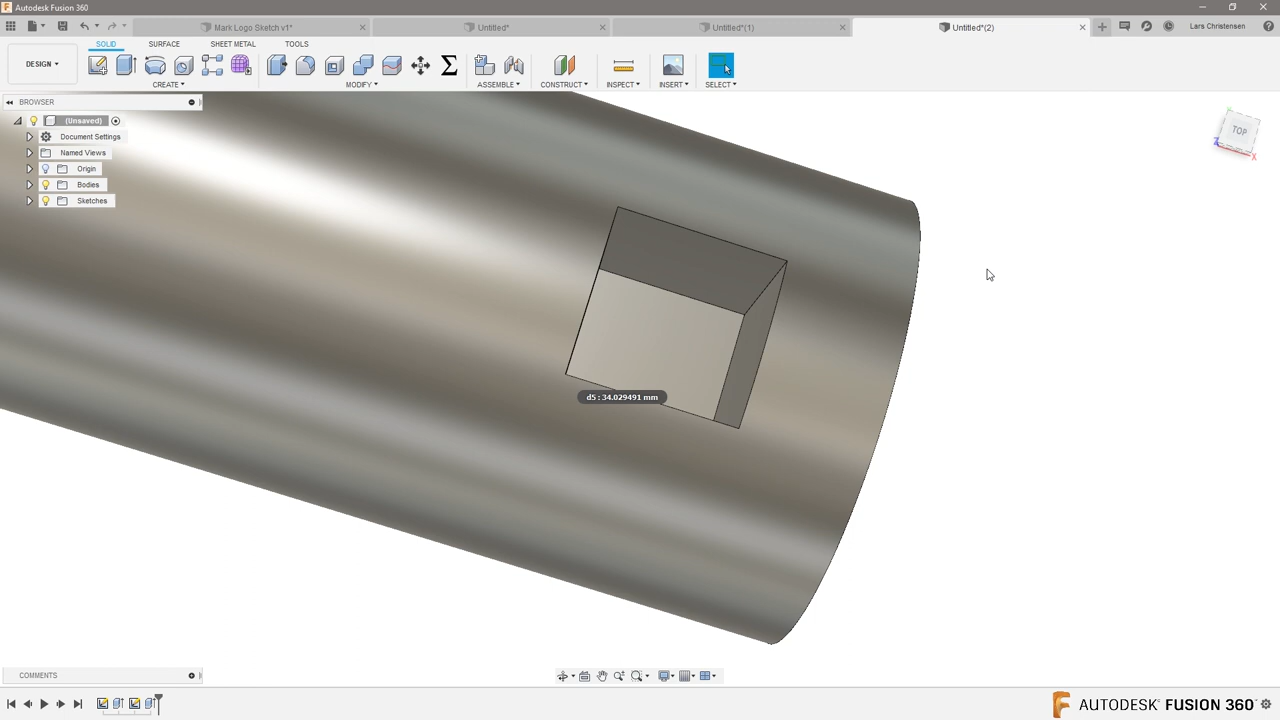 Autodesk Fusion 360
Mark Logo Sketch v1*
Untitled*
Untitled*(1)
Untitled*(2)
Lars Christensen
DESIGN
SOLID
SURFACE
SHEET METAL
TOOLS
CREATE
MODIFY
ASSEMBLE
CONSTRUCT
INSPECT
INSERT
SELECT
BROWSER
(Unsaved)
Document Settings
Named Views
Origin
Bodies
Sketches
TOP
Z
X
d5 : 34.029491 mm
COMMENTS
AUTODESK® FUSION 360™